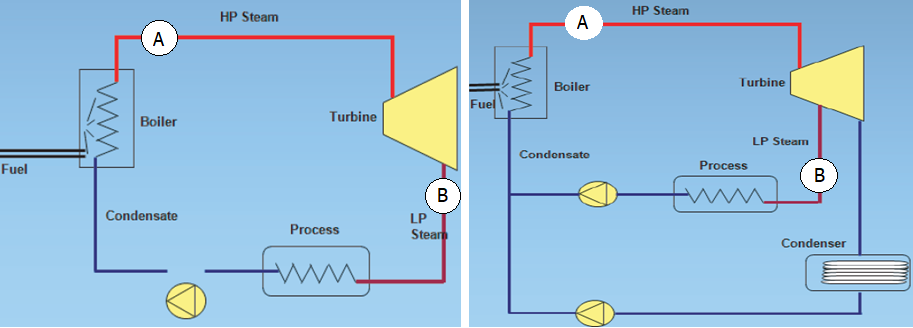 HP Steam
A
Boiler
Turbine
Fuel
B
Condensate
LP
Steam
Process
HP Steam
A
Turbine
Boiler
Fuel
LP Steam
Condensate
Process
B
Condenser